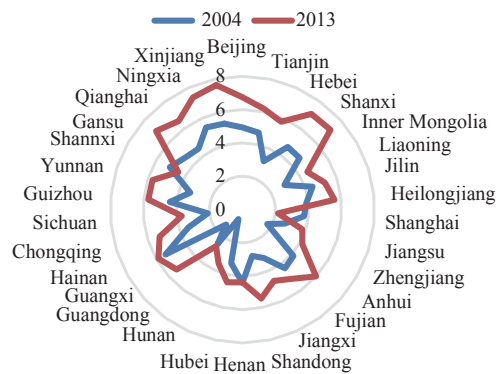 2004 2013
Beijing
Tianjin
Hebei
Shanxi
Inner Mongolia
Liaoning
Jilin
Heilongjiang
Shanghai
Jiangsu
Zhengjiang
Anhui
Fujian
Jiangxi
Shandong
Henan
Hubei
Hunan
Guangdong
Guangxi
Hainan
Chongqing
Sichuan
Guizhou
Yunnan
Shannxi
Gansu
Qianghai
Ningxia
Xinjiang
8
6
4
2
0